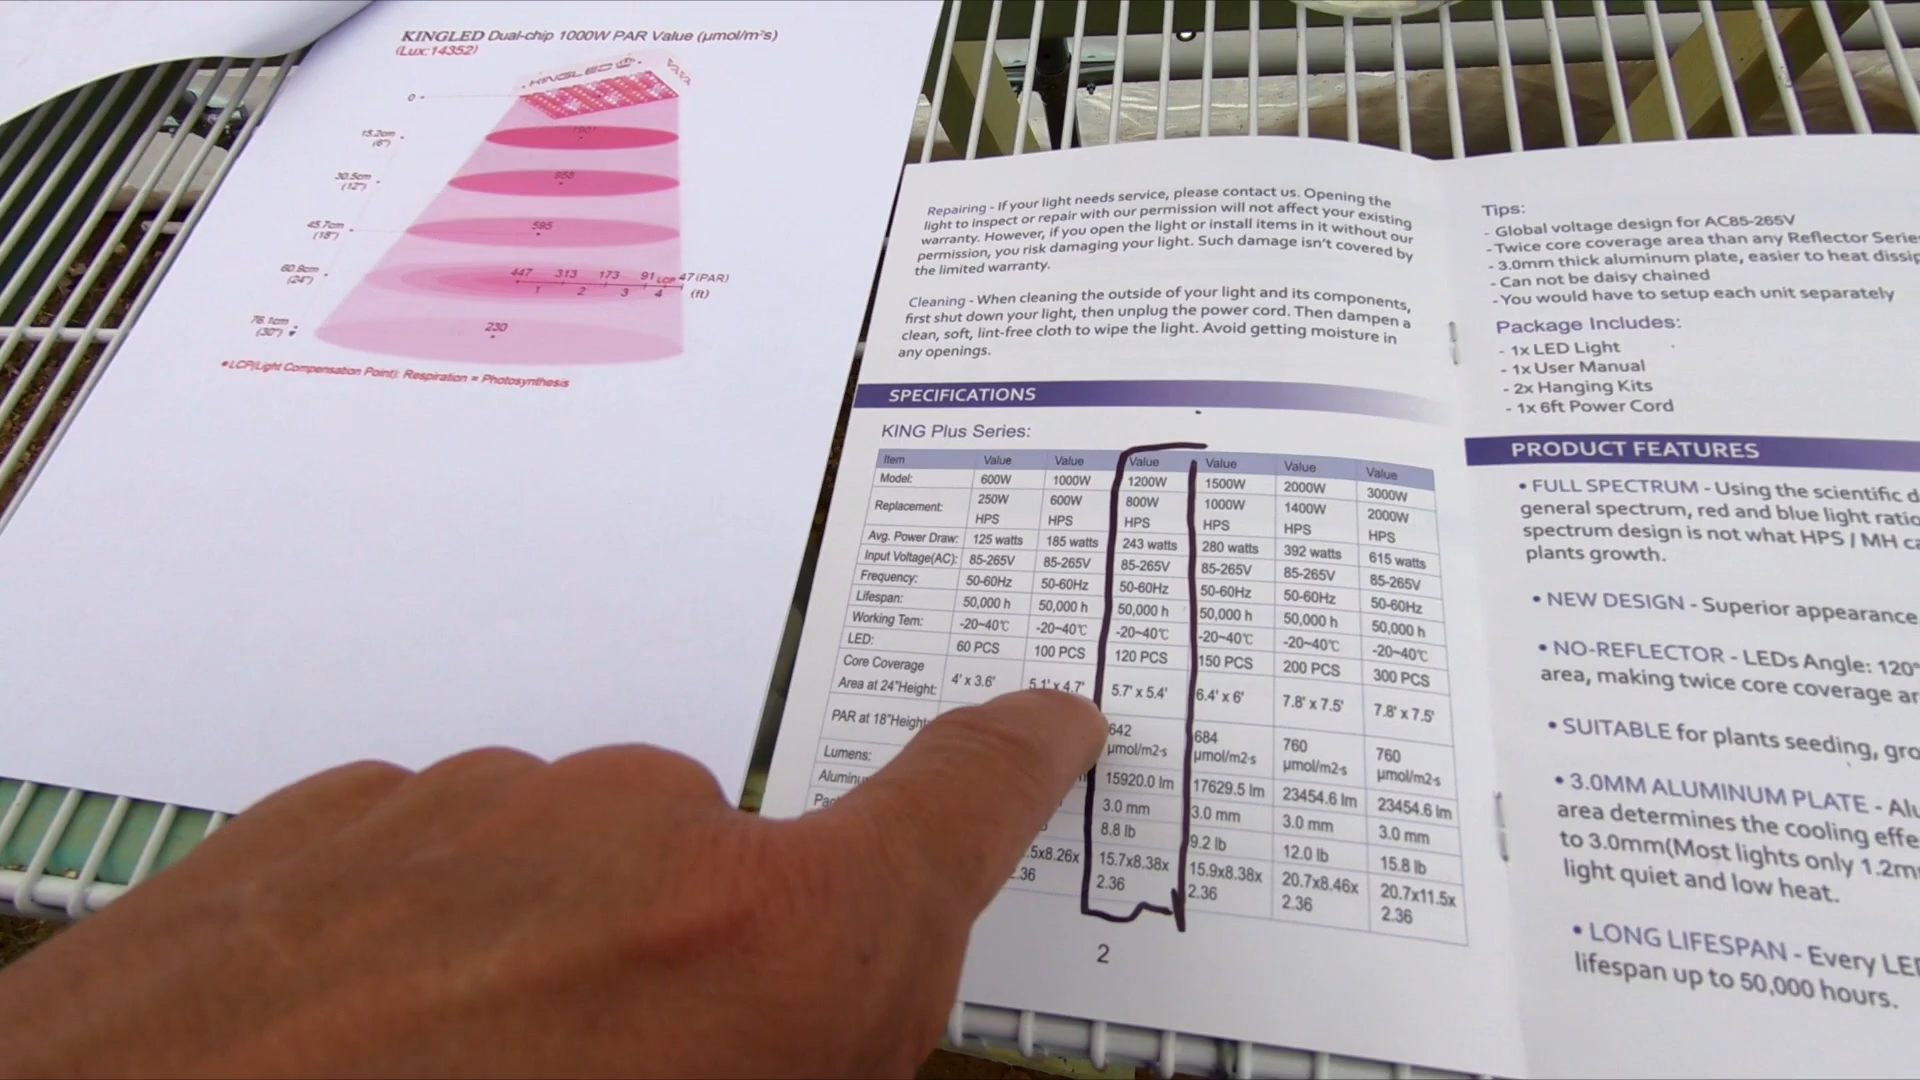 KINGLED Dual-chip 1000W PAR Value (μmol/m²s)
(Lux:14352)
KINGLED
0
15.2cm
(6")
30.5cm
(12")
958
45.7cm
(18")
595
60.9cm
(24")
447 313 173 91 LCP 47 (PAR)
1 2 3 4 (ft)
76.1cm
(30")
230
•LCP(Light Compensation Point): Respiration = Photosynthesis
Repairing - If your light needs service, please contact us. Opening the
light to inspect or repair with our permission will not affect your existing
warranty. However, if you open the light or install items in it without our
permission, you risk damaging your light. Such damage isn't covered by
the limited warranty.
Cleaning - When cleaning the outside of your light and its components,
first shut down your light, then unplug the power cord. Then dampen a
clean, soft, lint-free cloth to wipe the light. Avoid getting moisture in
any openings.
SPECIFICATIONS
KING Plus Series:
Item Value Value Value Value Value Value
Model: 600W 1000W 1200W 1500W 2000W 3000W
Replacement: 250W HPS 600W HPS 800W HPS 1000W HPS 1400W HPS 2000W HPS
Avg. Power Draw: 125 watts 185 watts 243 watts 280 watts 392 watts 615 watts
Input Voltage(AC): 85-265V 85-265V 85-265V 85-265V 85-265V 85-265V
Frequency: 50-60Hz 50-60Hz 50-60Hz 50-60Hz 50-60Hz 50-60Hz
Lifespan: 50,000 h 50,000 h 50,000 h 50,000 h 50,000 h 50,000 h
Working Tem: -20~40℃ -20~40℃ -20~40℃ -20~40℃ -20~40℃ -20~40℃
LED: 60 PCS 100 PCS 120 PCS 150 PCS 200 PCS 300 PCS
Core Coverage
Area at 24"Height: 4' x 3.6' 5.1' x 4.7' 5.7' x 5.4' 6.4' x 6' 7.8' x 7.5' 7.8' x 7.5'
PAR at 18"Height 642 μmol/m2·s 684 μmol/m2·s 760 μmol/m2·s 760 μmol/m2·s
Lumens: 15920.0 lm 17629.5 lm 23454.6 lm 23454.6 lm
3.0 mm 3.0 mm 3.0 mm 3.0 mm
8.8 lb 9.2 lb 12.0 lb 15.8 lb
.5x8.26x 15.7x8.38x 15.9x8.38x 20.7x8.46x 20.7x11.5x
2.36 2.36 2.36 2.36 2.36
2
Tips:
- Global voltage design for AC85-265V
- Twice core coverage area than any Reflector Series
- 3.0mm thick aluminum plate, easier to heat dissip
- Can not be daisy chained
- You would have to setup each unit separately
Package Includes:
- 1x LED Light
- 1x User Manual
- 2x Hanging Kits
- 1x 6ft Power Cord
PRODUCT FEATURES
• FULL SPECTRUM - Using the scientific d
general spectrum, red and blue light ratio
spectrum design is not what HPS / MH ca
plants growth.
• NEW DESIGN - Superior appearance
• NO-REFLECTOR - LEDs Angle: 120°
area, making twice core coverage ar
• SUITABLE for plants seeding, gro
• 3.0MM ALUMINUM PLATE - Alu
area determines the cooling effe
to 3.0mm(Most lights only 1.2m
light quiet and low heat.
• LONG LIFESPAN - Every LED
lifespan up to 50,000 hours.